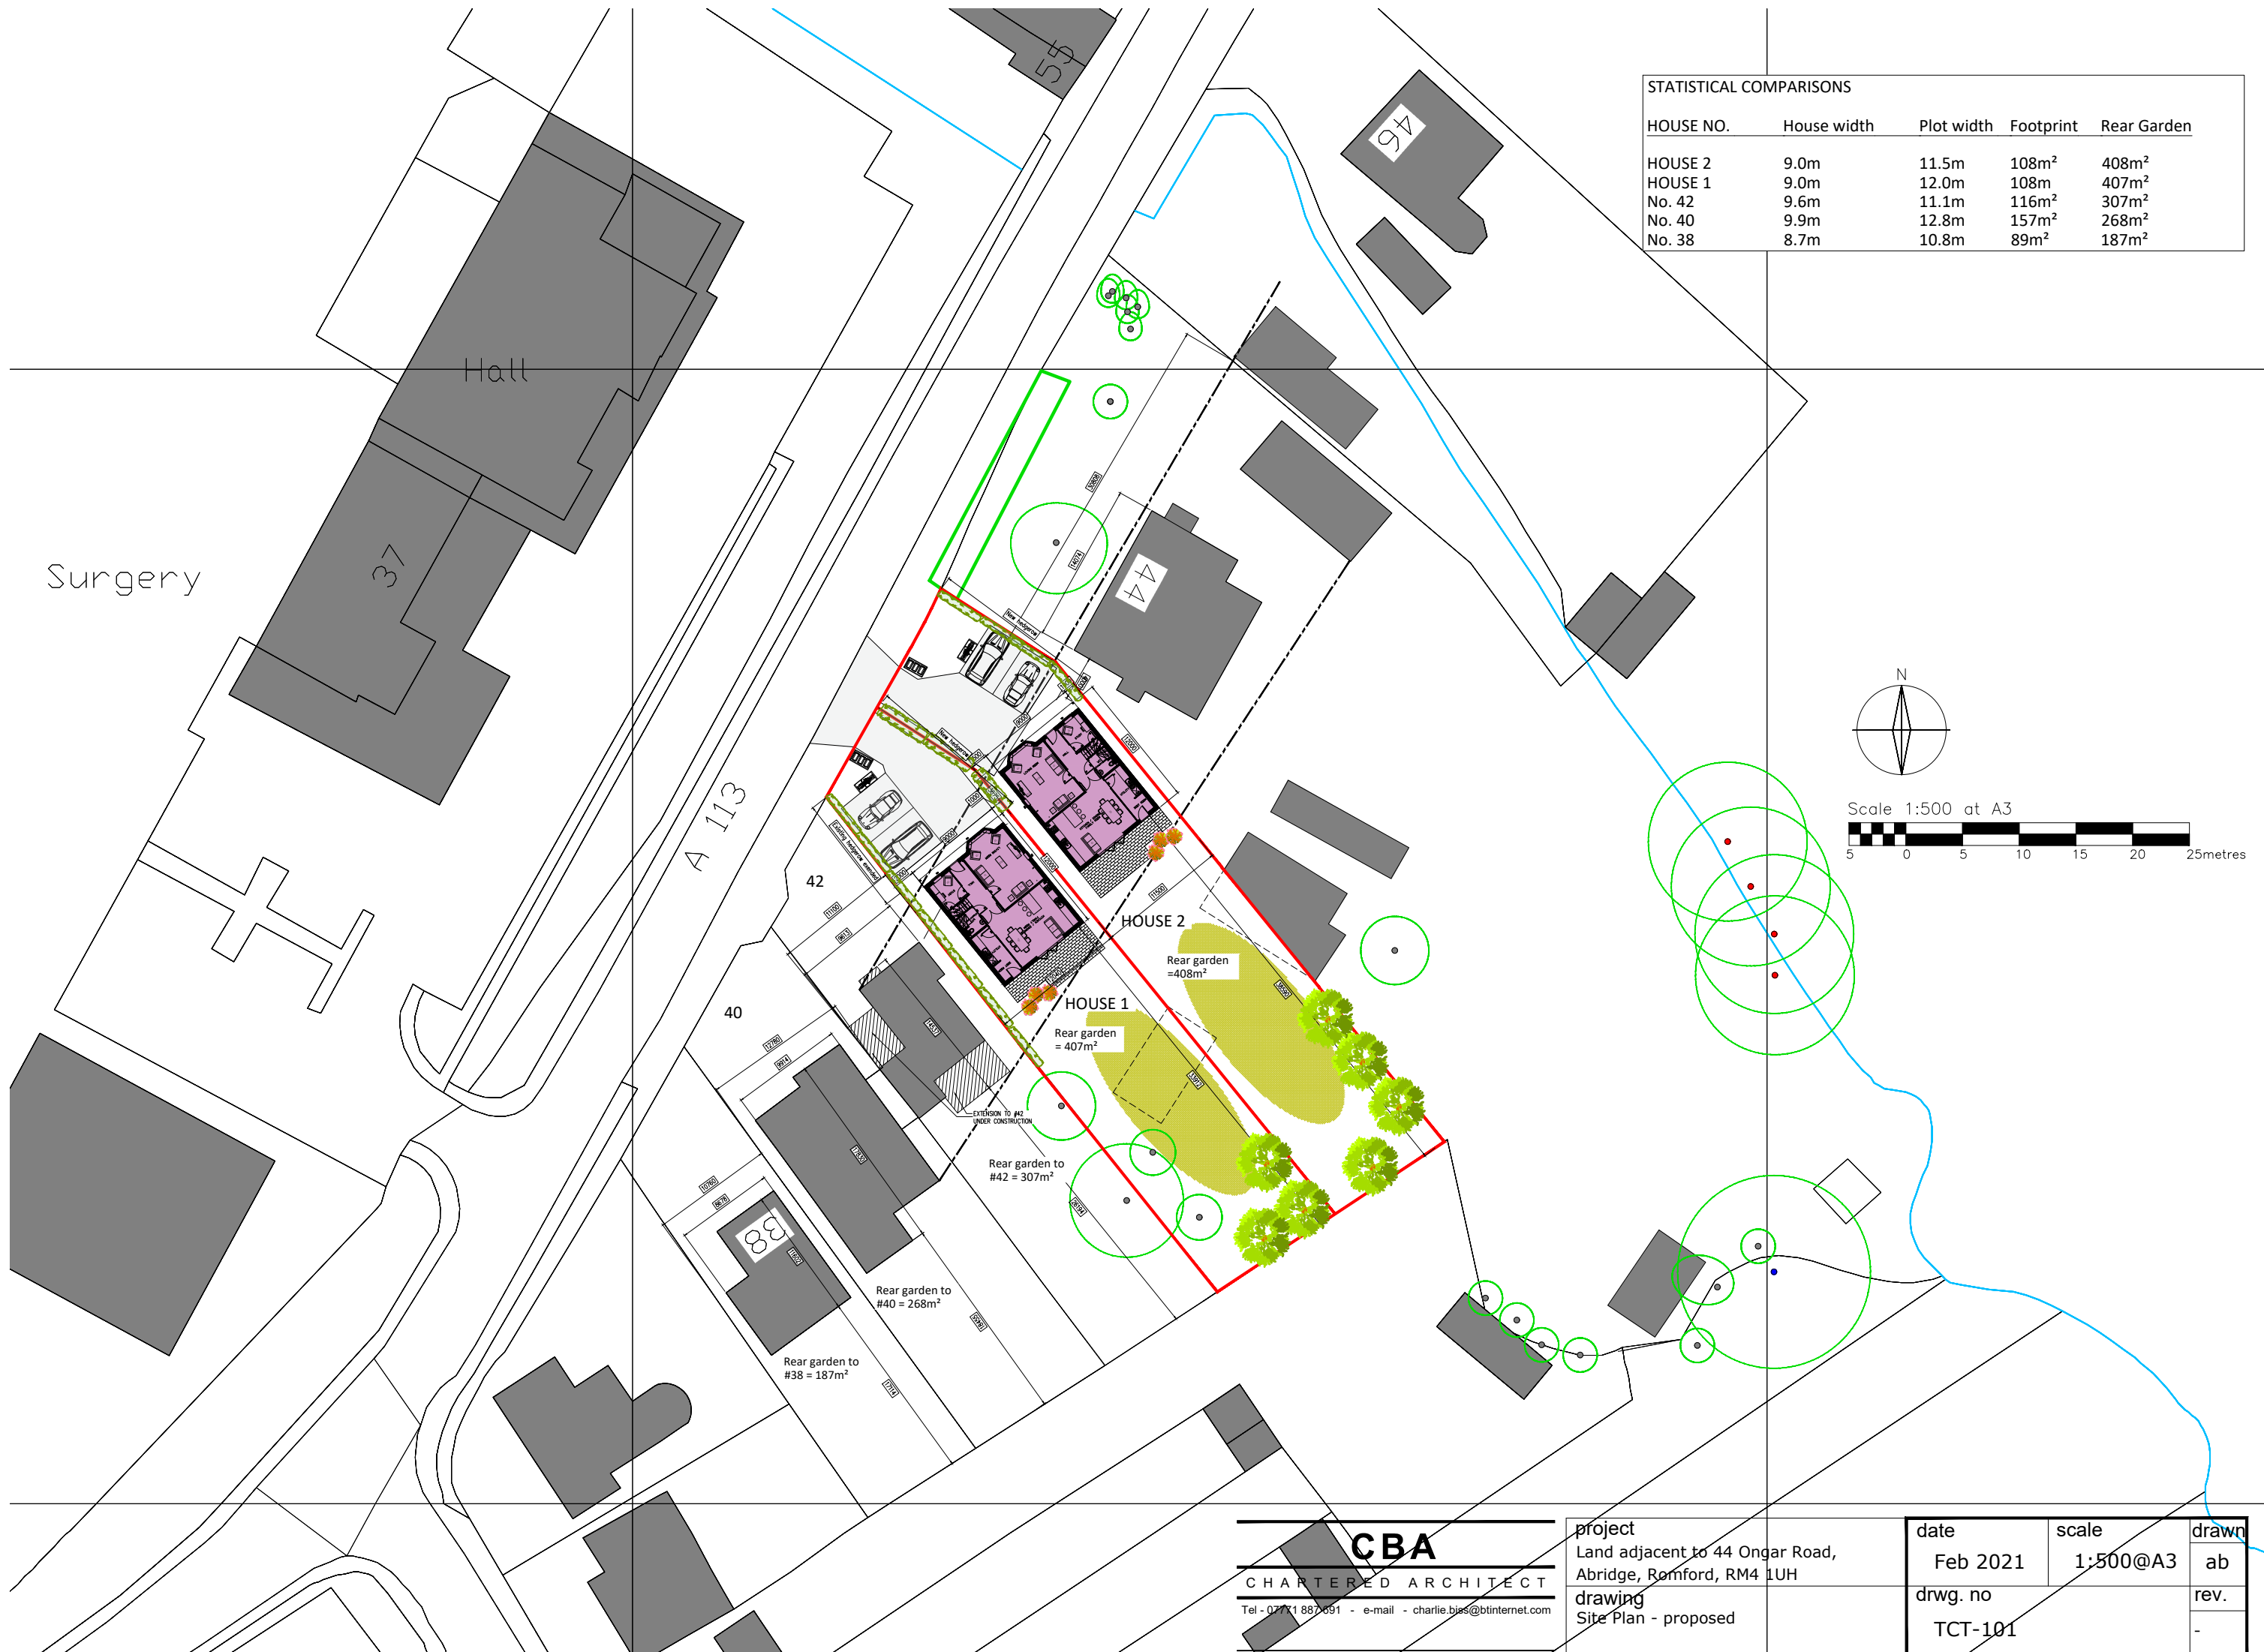 STATISTICAL COMPARISONS
HOUSE NO. House width Plot width Footprint Rear Garden
HOUSE 2 9.0m 11.5m 108m² 408m²
HOUSE 1 9.0m 12.0m 108m 407m²
No. 42 9.6m 11.1m 116m² 307m²
No. 40 9.9m 12.8m 157m² 268m²
No. 38 8.7m 10.8m 89m² 187m²
55
46
Hall
37
Surgery
44
A 113
New hedgerow
New hedgerow
Existing hedgerow extended
42
40
38
HOUSE 2
Rear garden
=408m²
HOUSE 1
Rear garden
= 407m²
EXTENSION TO #42
UNDER CONSTRUCTION
Rear garden to
#42 = 307m²
Rear garden to
#40 = 268m²
Rear garden to
#38 = 187m²
N
Scale 1:500 at A3
5 0 5 10 15 20 25metres
CBA
CHARTERED ARCHITECT
Tel - 07771 887691 - e-mail - charlie.biss@btinternet.com
project
Land adjacent to 44 Ongar Road,
Abridge, Romford, RM4 1UH
drawing
Site Plan - proposed
date scale drawn
Feb 2021 1:500@A3 ab
drwg. no rev.
TCT-101 -